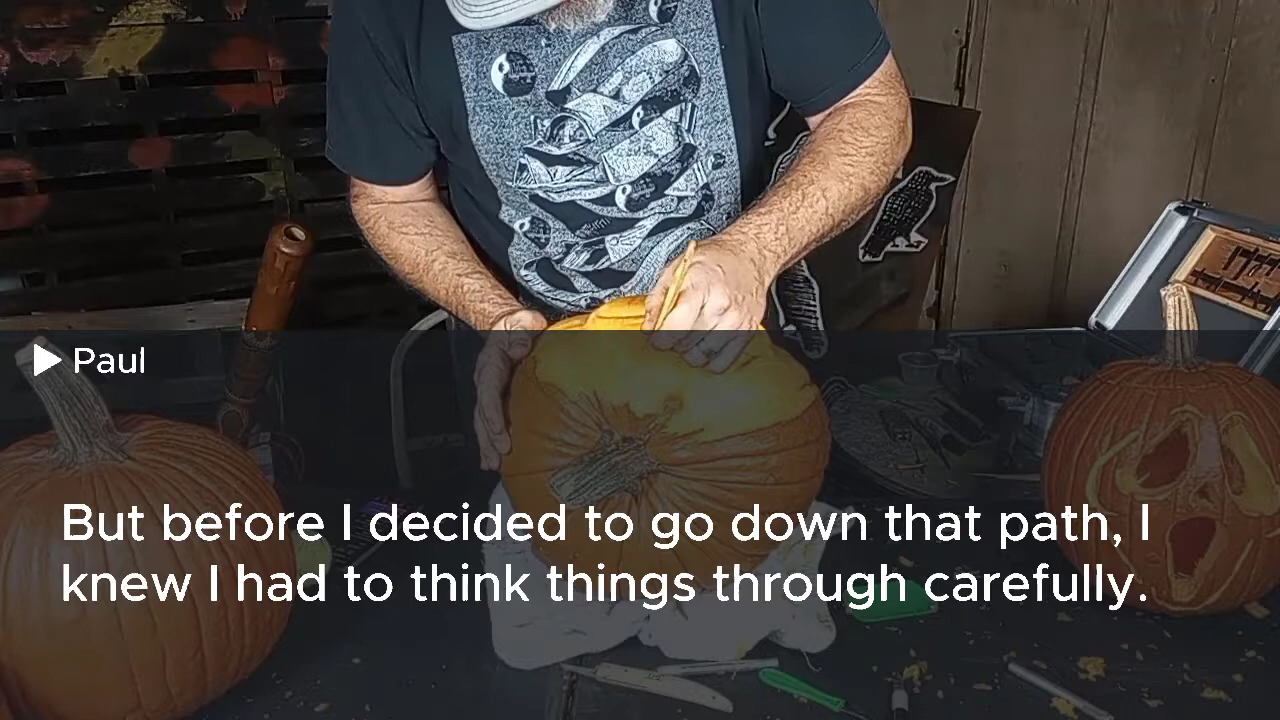 Paul
But before I decided to go down that path, I
knew I had to think things through carefully.